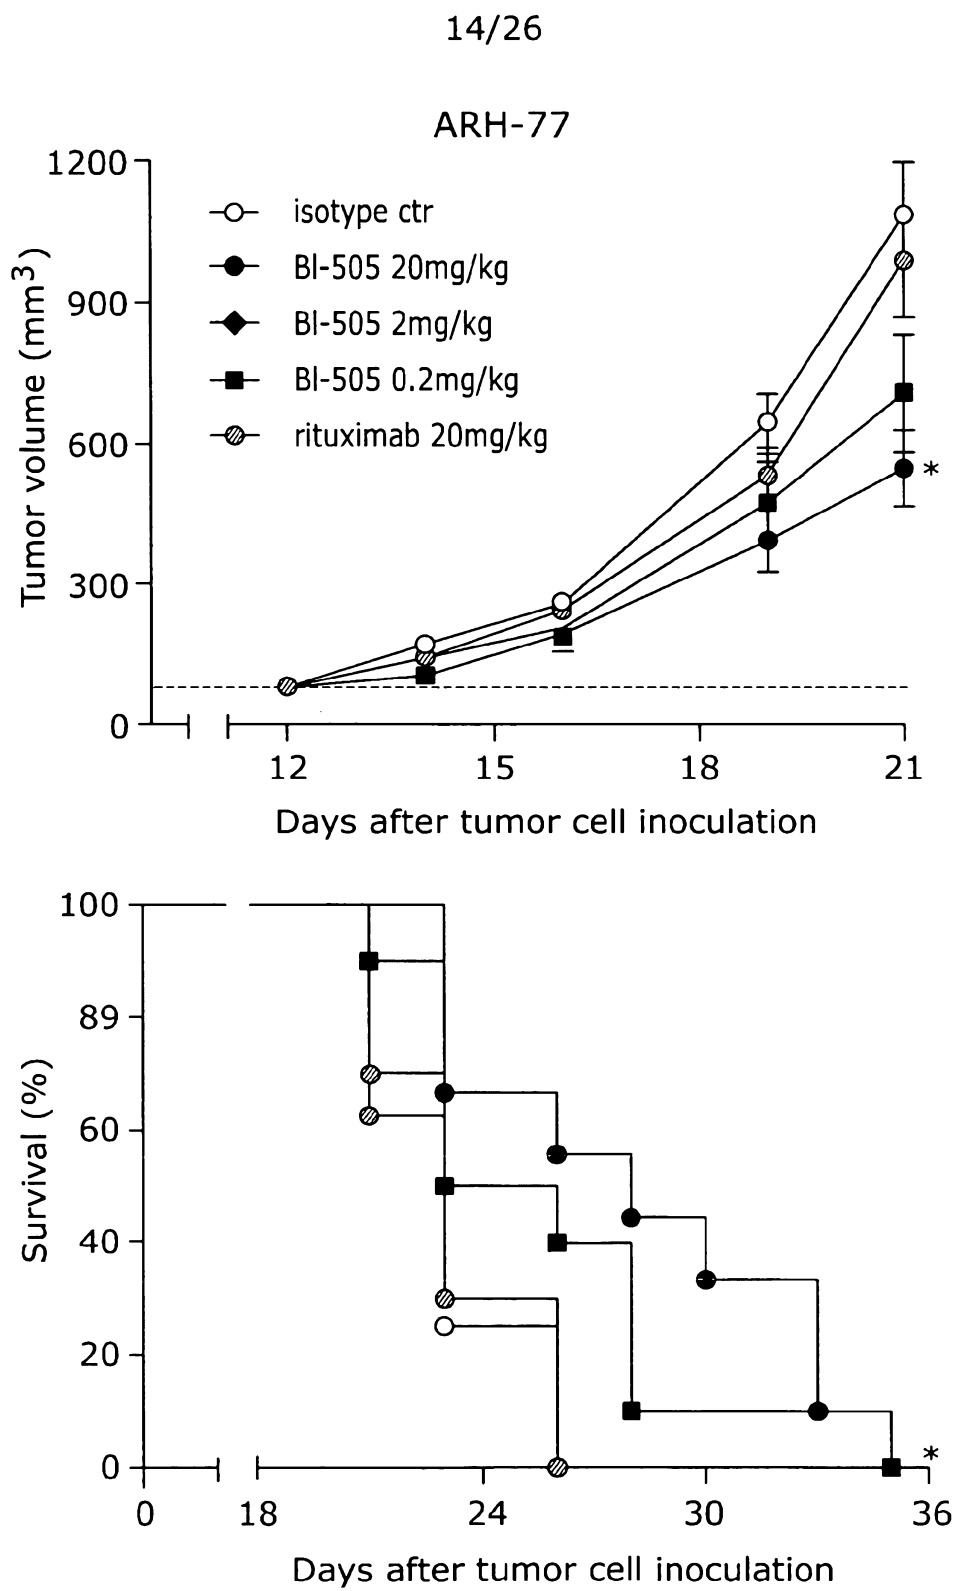 14/26
ARH-77
1200
900
600
300
0
Tumor volume (mm³)
isotype ctr
BI-505 20mg/kg
BI-505 2mg/kg
BI-505 0.2mg/kg
rituximab 20mg/kg
*
12 15 18 21
Days after tumor cell inoculation
100
89
60
40
20
0
Survival (%)
*
0 18 24 30 36
Days after tumor cell inoculation